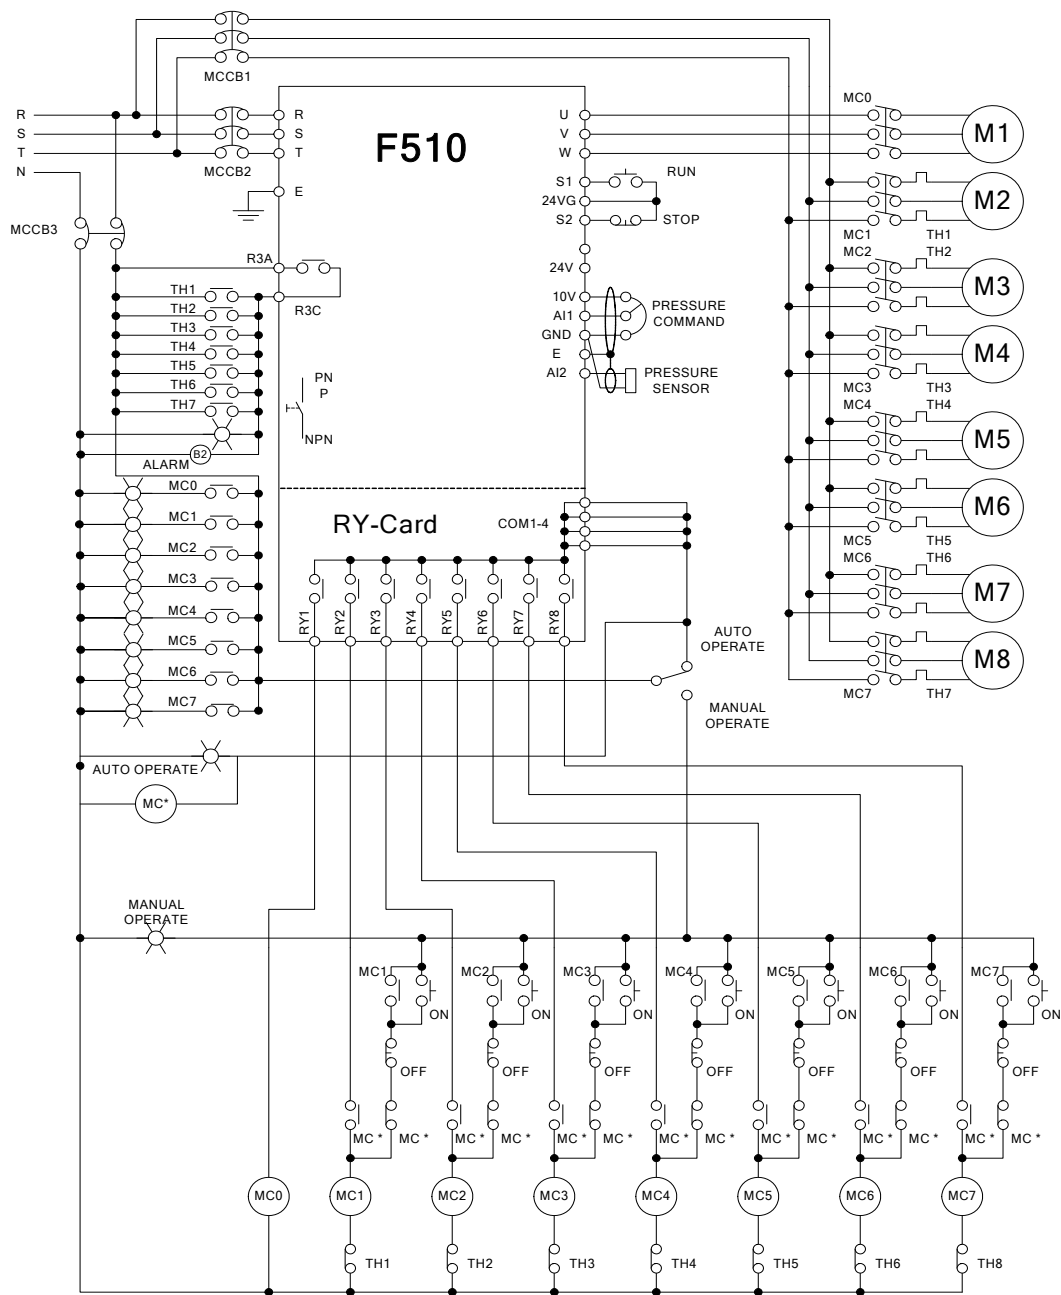 MCCB1
R
S
T
N
MCCB2
R
S
T
E
F510
U
V
W
MC0
M1
S1
24VG
S2
RUN
STOP
24V
10V
AI1
GND
E
AI2
PRESSURE
COMMAND
PRESSURE
SENSOR
M2
MC1
TH1
MC2
TH2
M3
M4
MC3
TH3
MC4
TH4
M5
M6
MC5
TH5
MC6
TH6
M7
M8
MC7
TH7
MCCB3
R3A
R3C
TH1
TH2
TH3
TH4
TH5
TH6
TH7
PN
P
NPN
B2
ALARM
MC0
MC1
MC2
MC3
MC4
MC5
MC6
MC7
RY-Card
COM1-4
RY1
RY2
RY3
RY4
RY5
RY6
RY7
RY8
AUTO
OPERATE
MANUAL
OPERATE
AUTO OPERATE
MC*
MANUAL
OPERATE
MC1
MC2
MC3
MC4
MC5
MC6
MC7
ON
ON
ON
ON
ON
ON
ON
OFF
OFF
OFF
OFF
OFF
OFF
OFF
MC * MC *
MC * MC *
MC * MC *
MC * MC *
MC * MC *
MC * MC *
MC * MC *
MC0
MC1
MC2
MC3
MC4
MC5
MC6
MC7
TH1
TH2
TH3
TH4
TH5
TH6
TH8